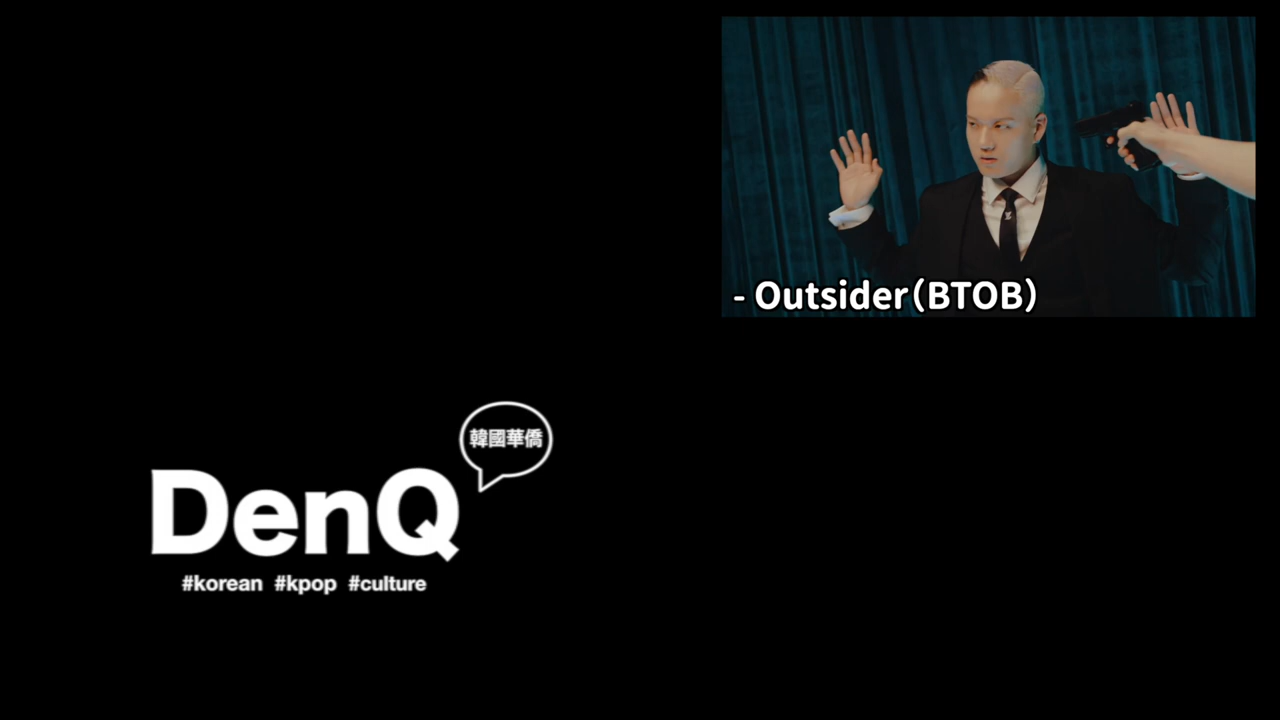 - Outsider(BTOB)
韓國華僑
DenQ
#korean #kpop #culture